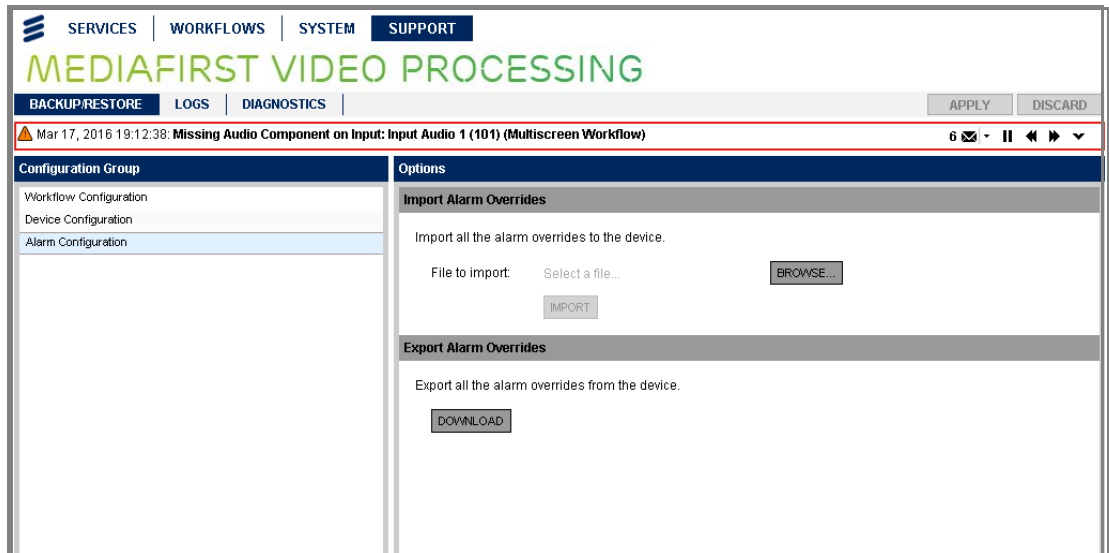 SERVICES WORKFLOWS SYSTEM SUPPORT
MEDIAFIRST VIDEO PROCESSING
BACKUP/RESTORE LOGS DIAGNOSTICS APPLY DISCARD
Mar 17, 2016 19:12:38: Missing Audio Component on Input: Input Audio 1 (101) (Multiscreen Workflow) 6
Configuration Group
Workflow Configuration
Device Configuration
Alarm Configuration
Options
Import Alarm Overrides
Import all the alarm overrides to the device.
File to import: Select a file... BROWSE...
IMPORT
Export Alarm Overrides
Export all the alarm overrides from the device.
DOWNLOAD